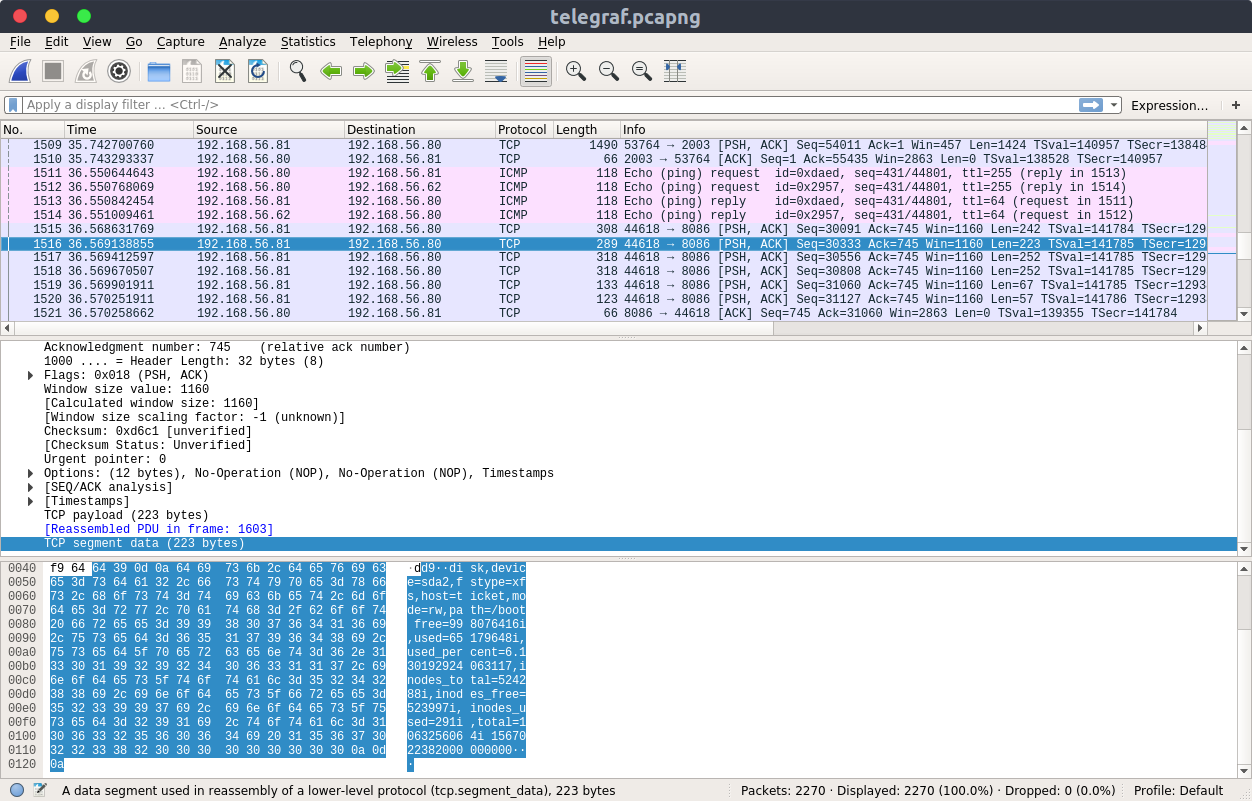 telegraf.pcapng
File Edit View Go Capture Analyze Statistics Telephony Wireless Tools Help
Apply a display filter ... <Ctrl-/> Expression... +
No. Time Source Destination Protocol Length Info
1509 35.742700760 192.168.56.81 192.168.56.80 TCP 1490 53764 → 2003 [PSH, ACK] Seq=54011 Ack=1 Win=457 Len=1424 TSval=140957 TSecr=13848
1510 35.743293337 192.168.56.80 192.168.56.81 TCP 66 2003 → 53764 [ACK] Seq=1 Ack=55435 Win=2863 Len=0 TSval=138528 TSecr=140957
1511 36.550644643 192.168.56.80 192.168.56.81 ICMP 118 Echo (ping) request id=0xdaed, seq=431/44801, ttl=255 (reply in 1513)
1512 36.550768069 192.168.56.80 192.168.56.62 ICMP 118 Echo (ping) request id=0x2957, seq=431/44801, ttl=255 (reply in 1514)
1513 36.550842454 192.168.56.81 192.168.56.80 ICMP 118 Echo (ping) reply id=0xdaed, seq=431/44801, ttl=64 (request in 1511)
1514 36.551009461 192.168.56.62 192.168.56.80 ICMP 118 Echo (ping) reply id=0x2957, seq=431/44801, ttl=64 (request in 1512)
1515 36.568631769 192.168.56.81 192.168.56.80 TCP 308 44618 → 8086 [PSH, ACK] Seq=30091 Ack=745 Win=1160 Len=242 TSval=141784 TSecr=129
1516 36.569138855 192.168.56.81 192.168.56.80 TCP 289 44618 → 8086 [PSH, ACK] Seq=30333 Ack=745 Win=1160 Len=223 TSval=141785 TSecr=129
1517 36.569412597 192.168.56.81 192.168.56.80 TCP 318 44618 → 8086 [PSH, ACK] Seq=30556 Ack=745 Win=1160 Len=252 TSval=141785 TSecr=129
1518 36.569670507 192.168.56.81 192.168.56.80 TCP 318 44618 → 8086 [PSH, ACK] Seq=30808 Ack=745 Win=1160 Len=252 TSval=141785 TSecr=129
1519 36.569901911 192.168.56.81 192.168.56.80 TCP 133 44618 → 8086 [PSH, ACK] Seq=31060 Ack=745 Win=1160 Len=67 TSval=141785 TSecr=1293
1520 36.570251911 192.168.56.81 192.168.56.80 TCP 123 44618 → 8086 [PSH, ACK] Seq=31127 Ack=745 Win=1160 Len=57 TSval=141786 TSecr=1293
1521 36.570258662 192.168.56.80 192.168.56.81 TCP 66 8086 → 44618 [ACK] Seq=745 Ack=31060 Win=2863 Len=0 TSval=139355 TSecr=141784
Acknowledgment number: 745 (relative ack number)
1000 .... = Header Length: 32 bytes (8)
Flags: 0x018 (PSH, ACK)
Window size value: 1160
[Calculated window size: 1160]
[Window size scaling factor: -1 (unknown)]
Checksum: 0xd6c1 [unverified]
[Checksum Status: Unverified]
Urgent pointer: 0
Options: (12 bytes), No-Operation (NOP), No-Operation (NOP), Timestamps
[SEQ/ACK analysis]
[Timestamps]
TCP payload (223 bytes)
[Reassembled PDU in frame: 1603]
TCP segment data (223 bytes)
0040 f9 64 64 39 0d 0a 64 69 73 6b 2c 64 65 76 69 63 ·dd9··di sk,devic
0050 65 3d 73 64 61 32 2c 66 73 74 79 70 65 3d 78 66 e=sda2,f stype=xf
0060 73 2c 68 6f 73 74 3d 74 69 63 6b 65 74 2c 6d 6f s,host=t icket,mo
0070 64 65 3d 72 77 2c 70 61 74 68 3d 2f 62 6f 6f 74 de=rw,pa th=/boot
0080 20 66 72 65 65 3d 39 39 38 30 37 36 34 31 36 69 free=99 8076416i
0090 2c 75 73 65 64 3d 36 35 31 37 39 36 34 38 69 2c ,used=65 179648i,
00a0 75 73 65 64 5f 70 65 72 63 65 6e 74 3d 36 2e 31 used_per cent=6.1
00b0 33 30 31 39 32 39 32 34 30 36 33 31 31 37 2c 69 30192924 063117,i
00c0 6e 6f 64 65 73 5f 74 6f 74 61 6c 3d 35 32 34 32 nodes_to tal=5242
00d0 38 38 69 2c 69 6e 6f 64 65 73 5f 66 72 65 65 3d 88i,inod es_free=
00e0 35 32 33 39 39 37 69 2c 69 6e 6f 64 65 73 5f 75 523997i, inodes_u
00f0 73 65 64 3d 32 39 31 69 2c 74 6f 74 61 6c 3d 31 sed=291i ,total=1
0100 30 36 33 32 35 36 30 36 34 69 20 31 35 36 37 30 06325606 4i 15670
0110 32 32 33 38 32 30 30 30 30 30 30 30 30 30 0a 0d 22382000 000000··
0120 0a ·
A data segment used in reassembly of a lower-level protocol (tcp.segment_data), 223 bytes Packets: 2270 · Displayed: 2270 (100.0%) · Dropped: 0 (0.0%) Profile: Default